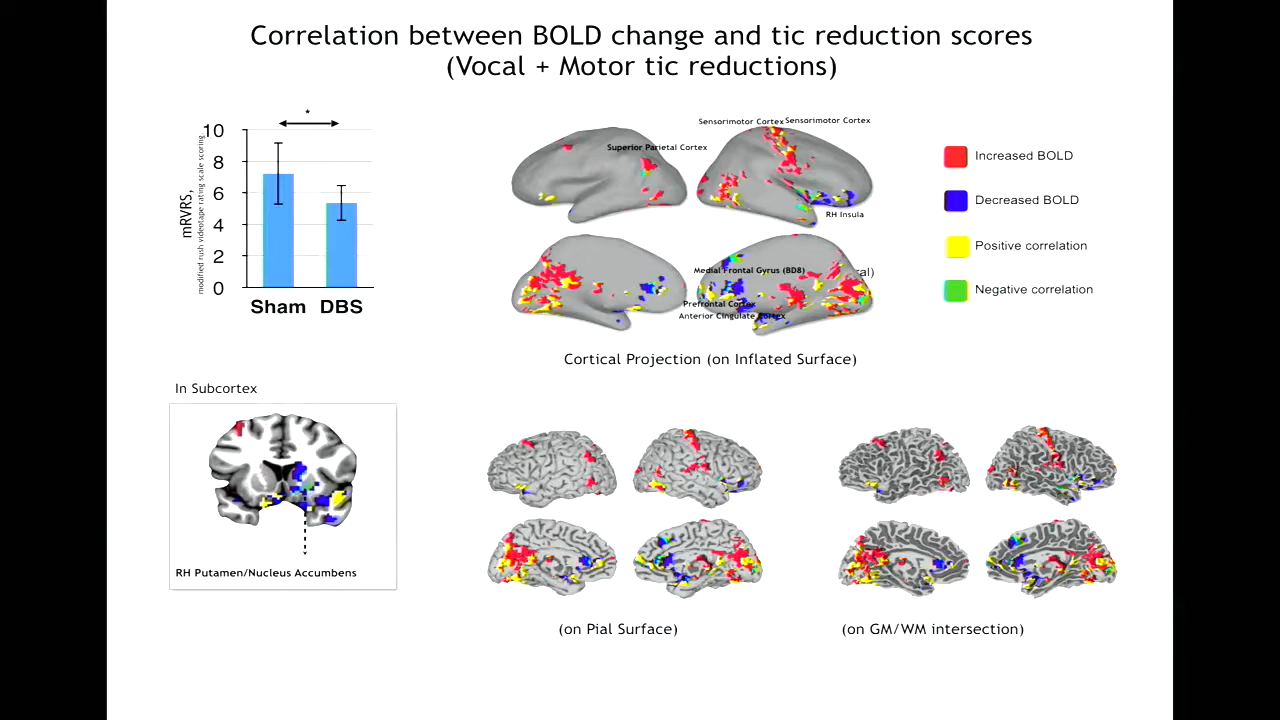 Correlation between BOLD change and tic reduction scores
(Vocal + Motor tic reductions)
*
10
8
6
4
2
0
mRVRS,
modified rush videotape rating scale scoring
Sham DBS
Sensorimotor Cortex
Sensorimotor Cortex
Superior Parietal Cortex
RH Insula
Medial Frontal Gyrus (BD8)
al)
Prefrontal Cortex
Anterior Cingulate Cortex
Increased BOLD
Decreased BOLD
Positive correlation
Negative correlation
Cortical Projection (on Inflated Surface)
In Subcortex
RH Putamen/Nucleus Accumbens
(on Pial Surface)
(on GM/WM intersection)